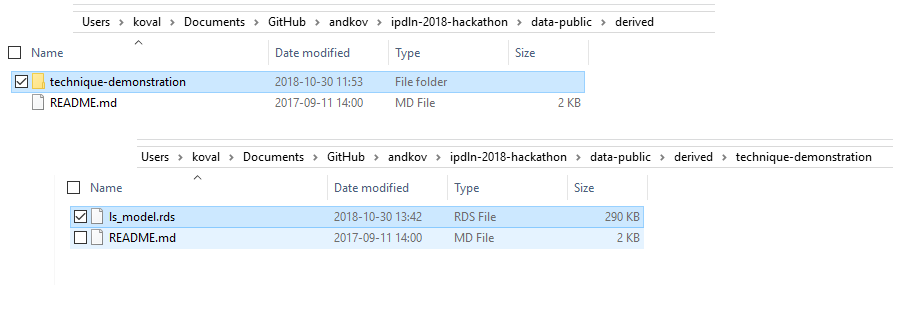 Users > koval > Documents > GitHub > andkov > ipdln-2018-hackathon > data-public > derived
Name Date modified Type Size
technique-demonstration 2018-10-30 11:53 File folder
README.md 2017-09-11 14:00 MD File 2 KB
Users > koval > Documents > GitHub > andkov > ipdln-2018-hackathon > data-public > derived > technique-demonstration
Name Date modified Type Size
ls_model.rds 2018-10-30 13:42 RDS File 290 KB
README.md 2017-09-11 14:00 MD File 2 KB